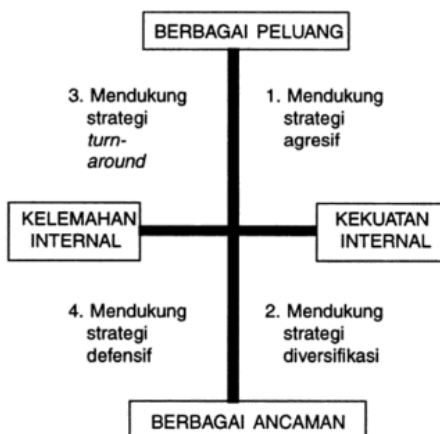 BERBAGAI PELUANG
3. Mendukung
strategi
turn-
around
1. Mendukung
strategi
agresif
KELEMAHAN
INTERNAL
KEKUATAN
INTERNAL
4. Mendukung
strategi
defensif
2. Mendukung
strategi
diversifikasi
BERBAGAI ANCAMAN